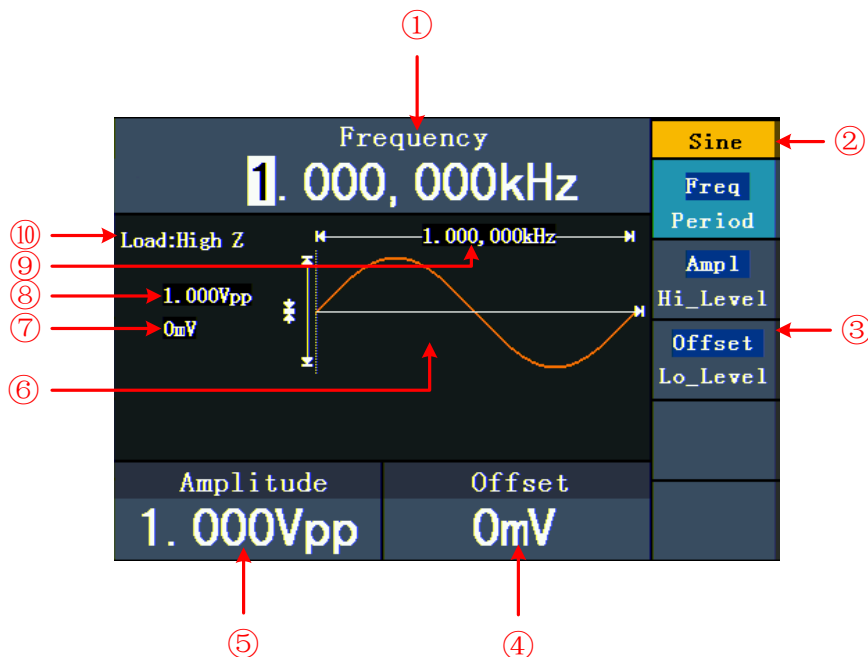 ①
Frequency
1.000,000kHz
Sine
②
Freq
Period
⑩
Load:High Z
1.000,000kHz
⑨
Ampl
Hi_Level
⑧
1.000Vpp
⑦
0mV
Offset
Lo_Level
③
⑥
Amplitude
1.000Vpp
Offset
0mV
⑤
④